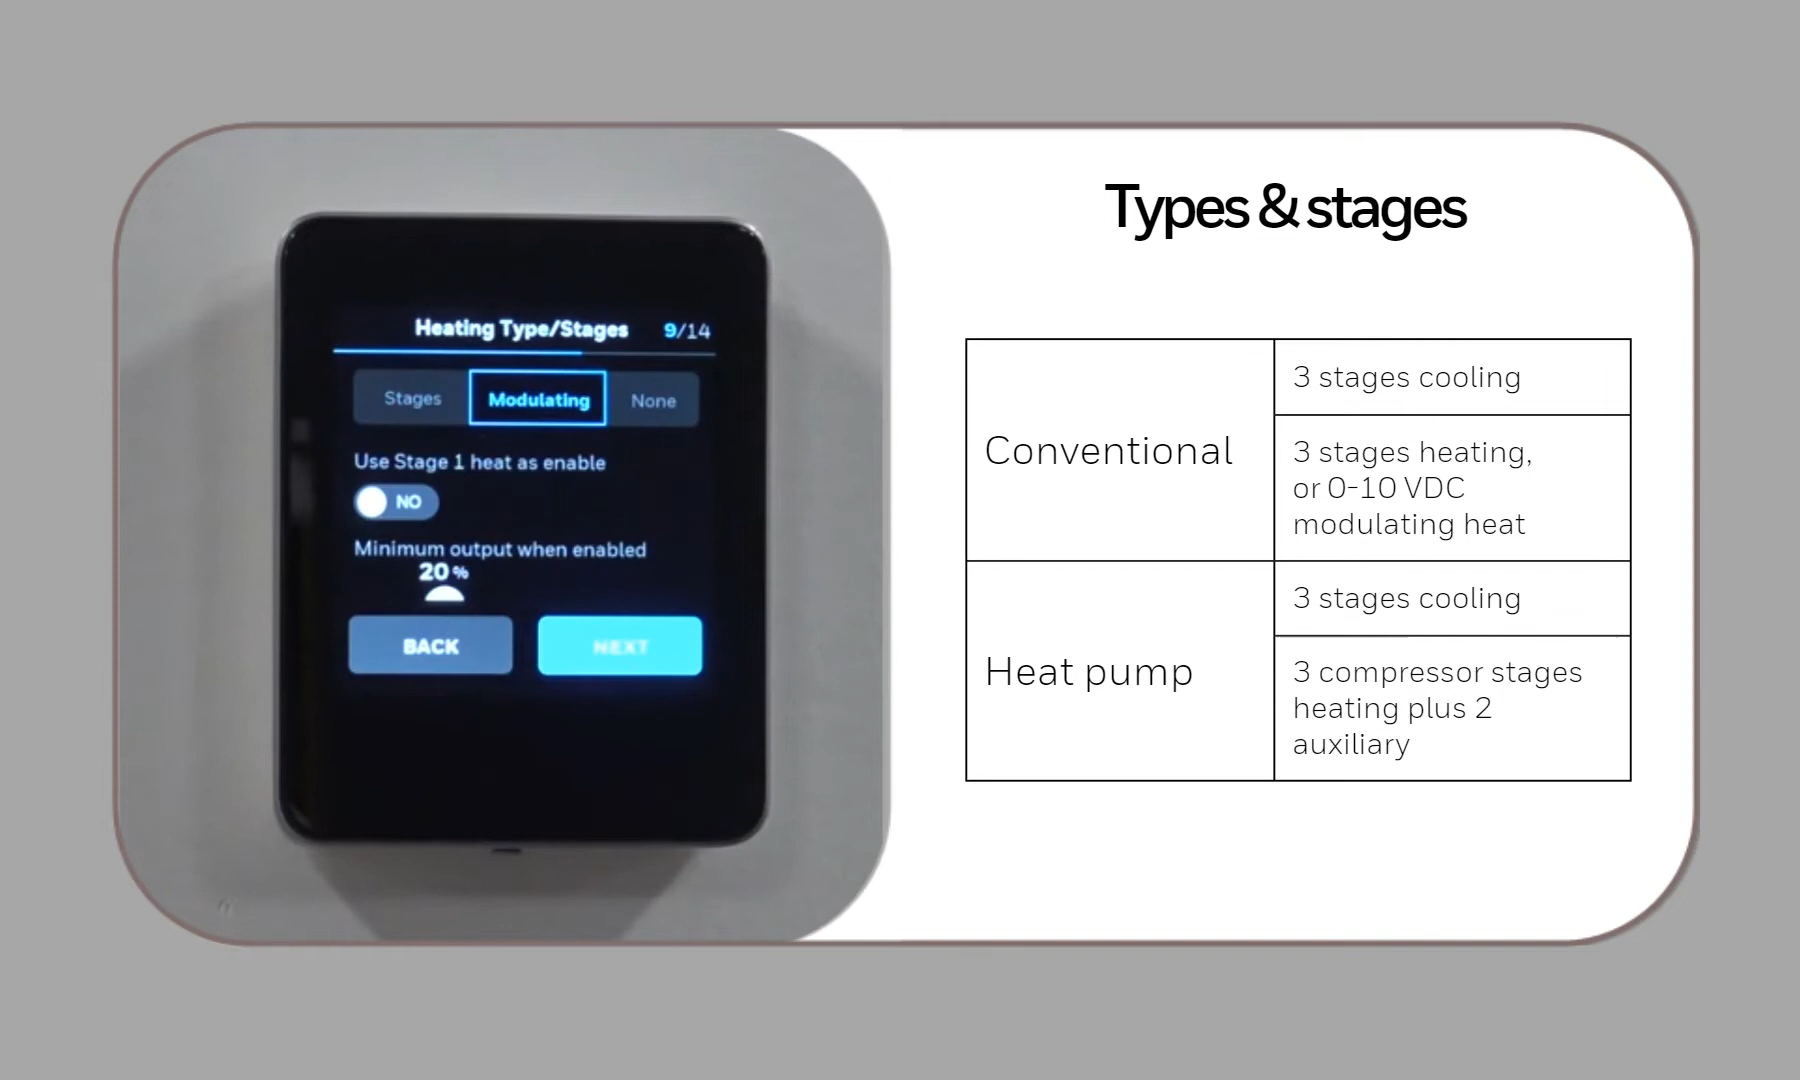 Heating Type/Stages 9/14
Stages Modulating None
Use Stage 1 heat as enable
NO
Minimum output when enabled
20 %
BACK NEXT
Types & stages
Conventional
3 stages cooling
3 stages heating,
or 0-10 VDC
modulating heat
Heat pump
3 stages cooling
3 compressor stages
heating plus 2
auxiliary